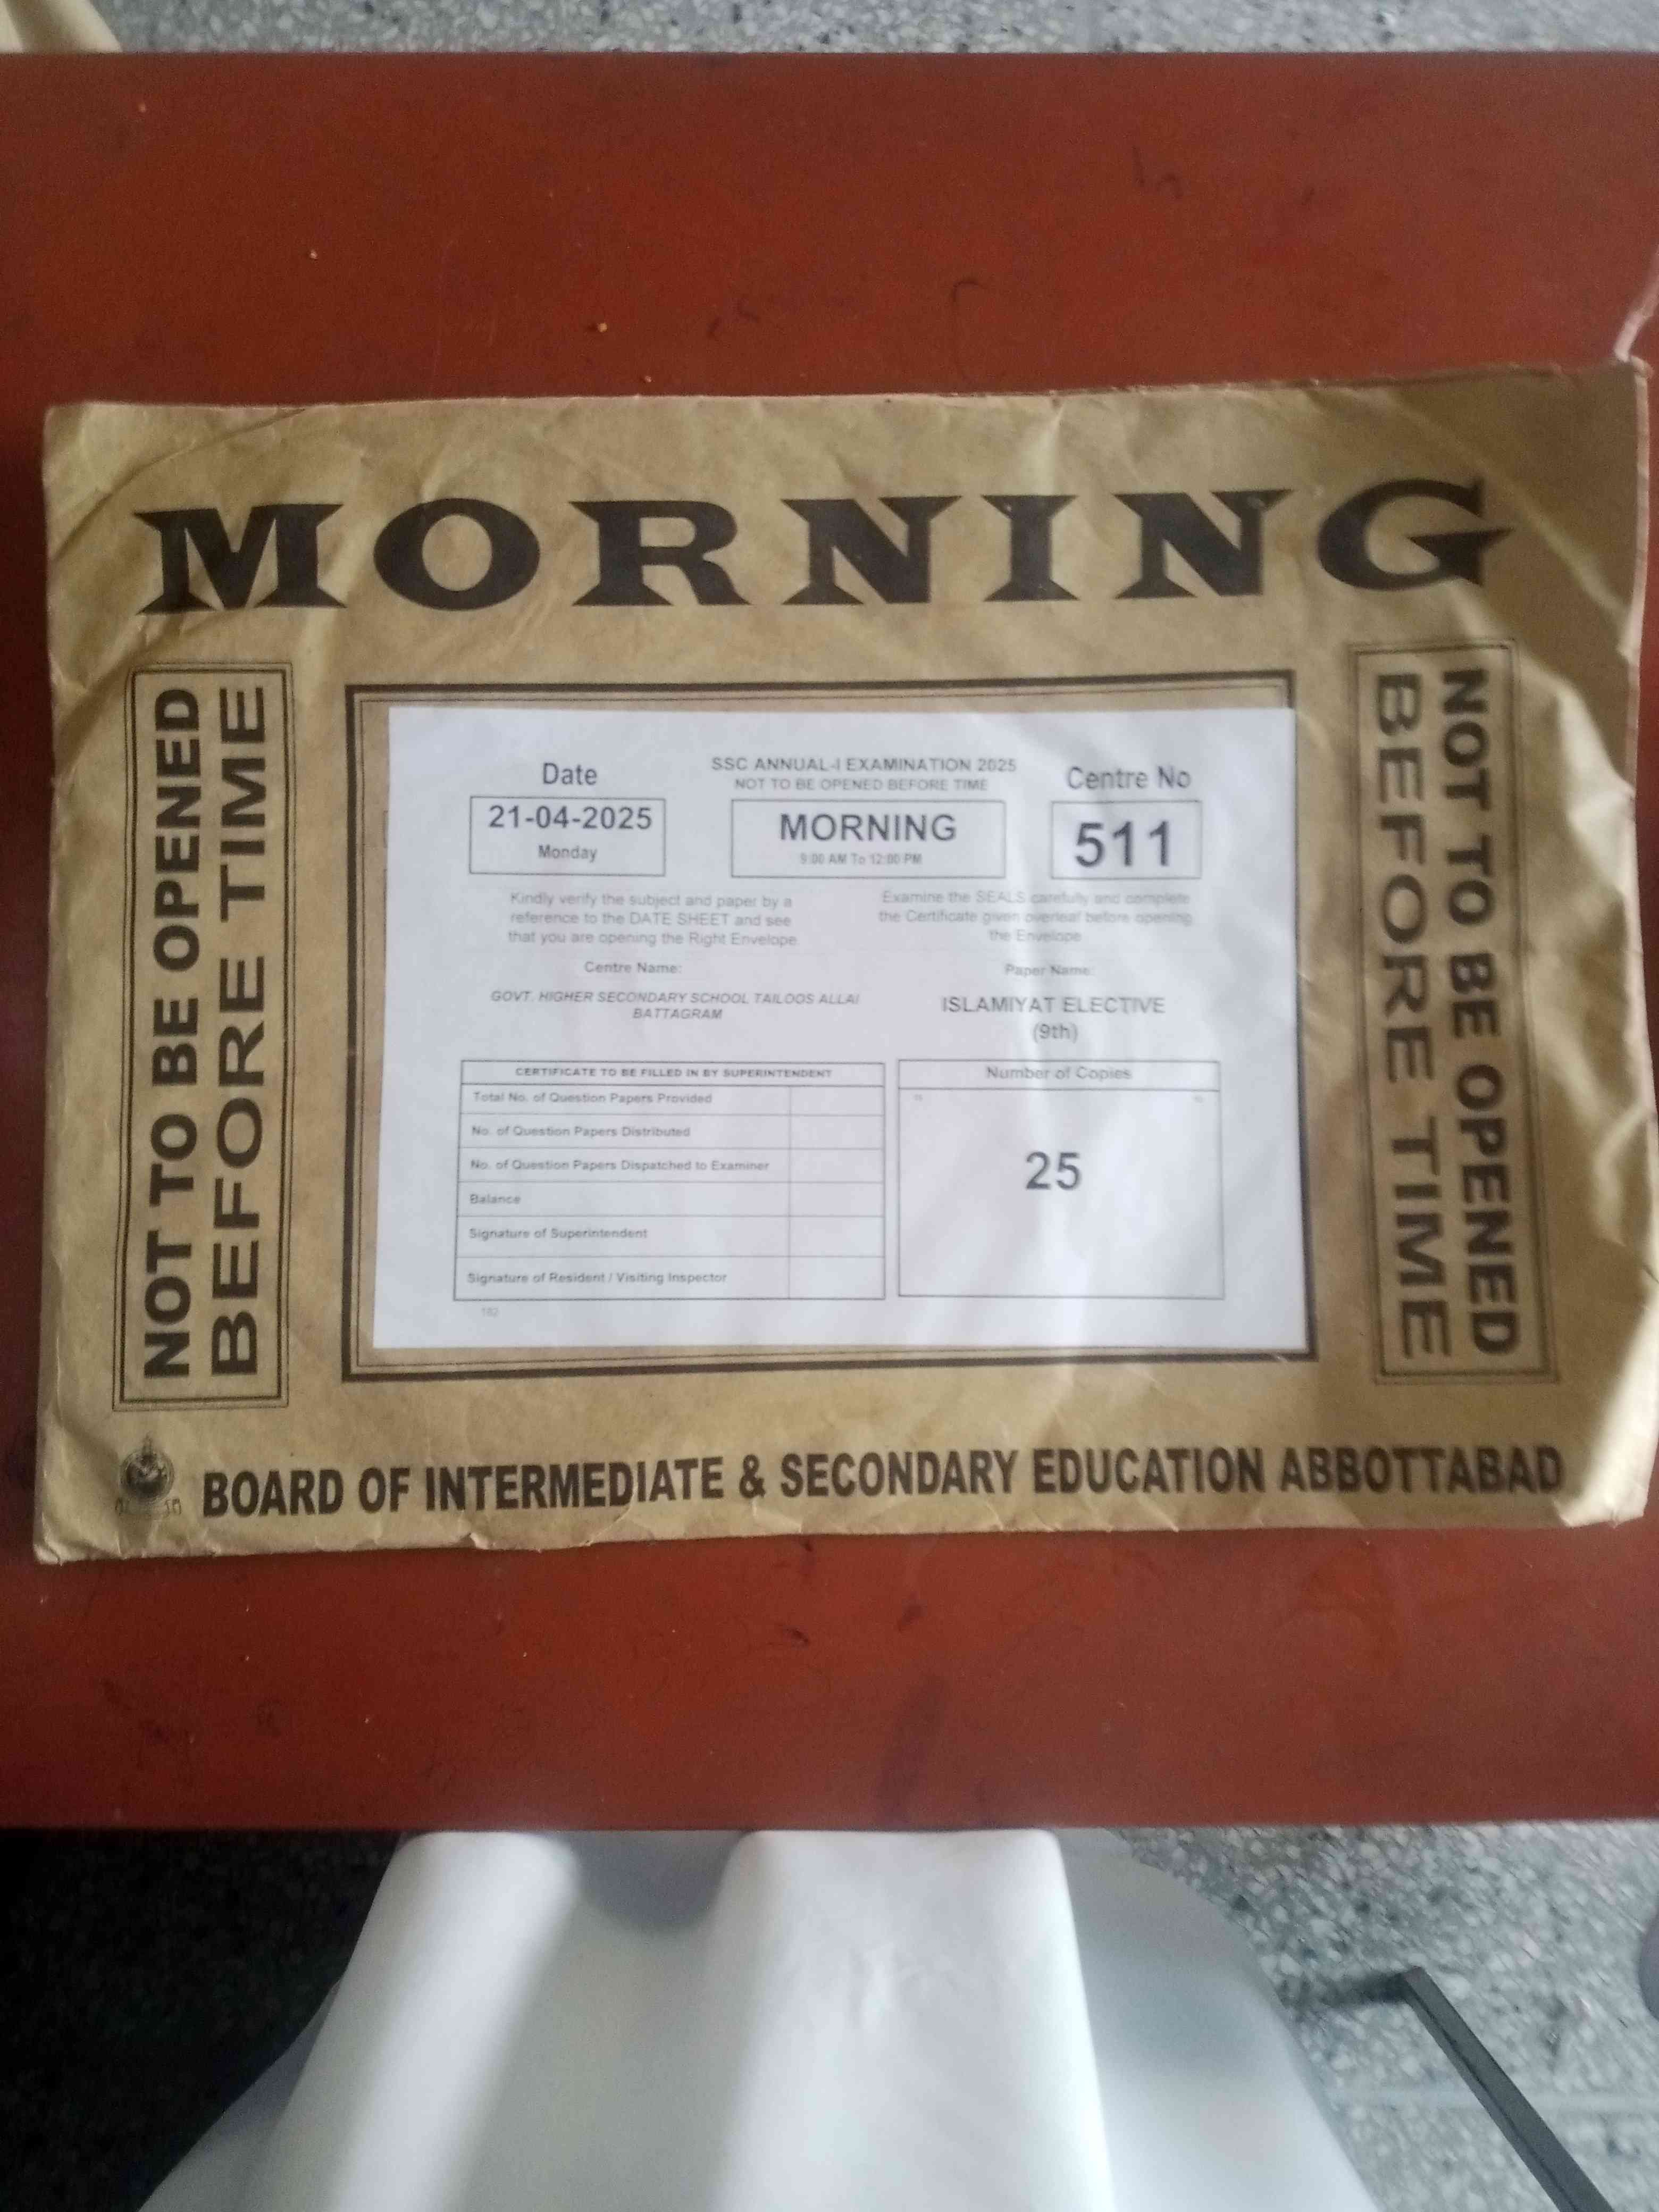 MORNING
NOT TO BE OPENED
BEFORE TIME
NOT TO BE OPENED
BEFORE TIME
Date
21-04-2025
Monday
SSC ANNUAL-I EXAMINATION 2025
NOT TO BE OPENED BEFORE TIME
MORNING
9:00 AM To 12:00 PM
Centre No
511
Kindly verify the subject and paper by a
reference to the DATE SHEET and see
that you are opening the Right Envelope
Examine the SEALS carefully and complete
the Certificate given overleaf before opening
the Envelope
Centre Name:
GOVT. HIGHER SECONDARY SCHOOL TAILOOS ALLAI
BATTAGRAM
Paper Name:
ISLAMIYAT ELECTIVE
(9th)
CERTIFICATE TO BE FILLED IN BY SUPERINTENDENT
Total No. of Question Papers Provided
No. of Question Papers Distributed
No. of Question Papers Dispatched to Examiner
Balance
Signature of Superintendent
Signature of Resident / Visiting Inspector
Number of Copies
25
BOARD OF INTERMEDIATE & SECONDARY EDUCATION ABBOTTABAD